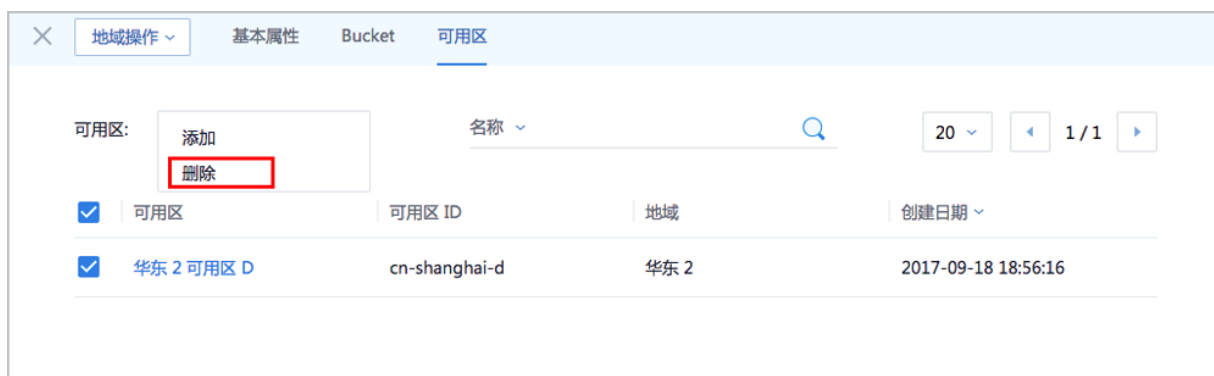 地域操作 基本属性 Bucket 可用区
可用区: 名称 20 1 / 1
添加
删除
可用区 可用区 ID 地域 创建日期
华东 2 可用区 D cn-shanghai-d 华东 2 2017-09-18 18:56:16